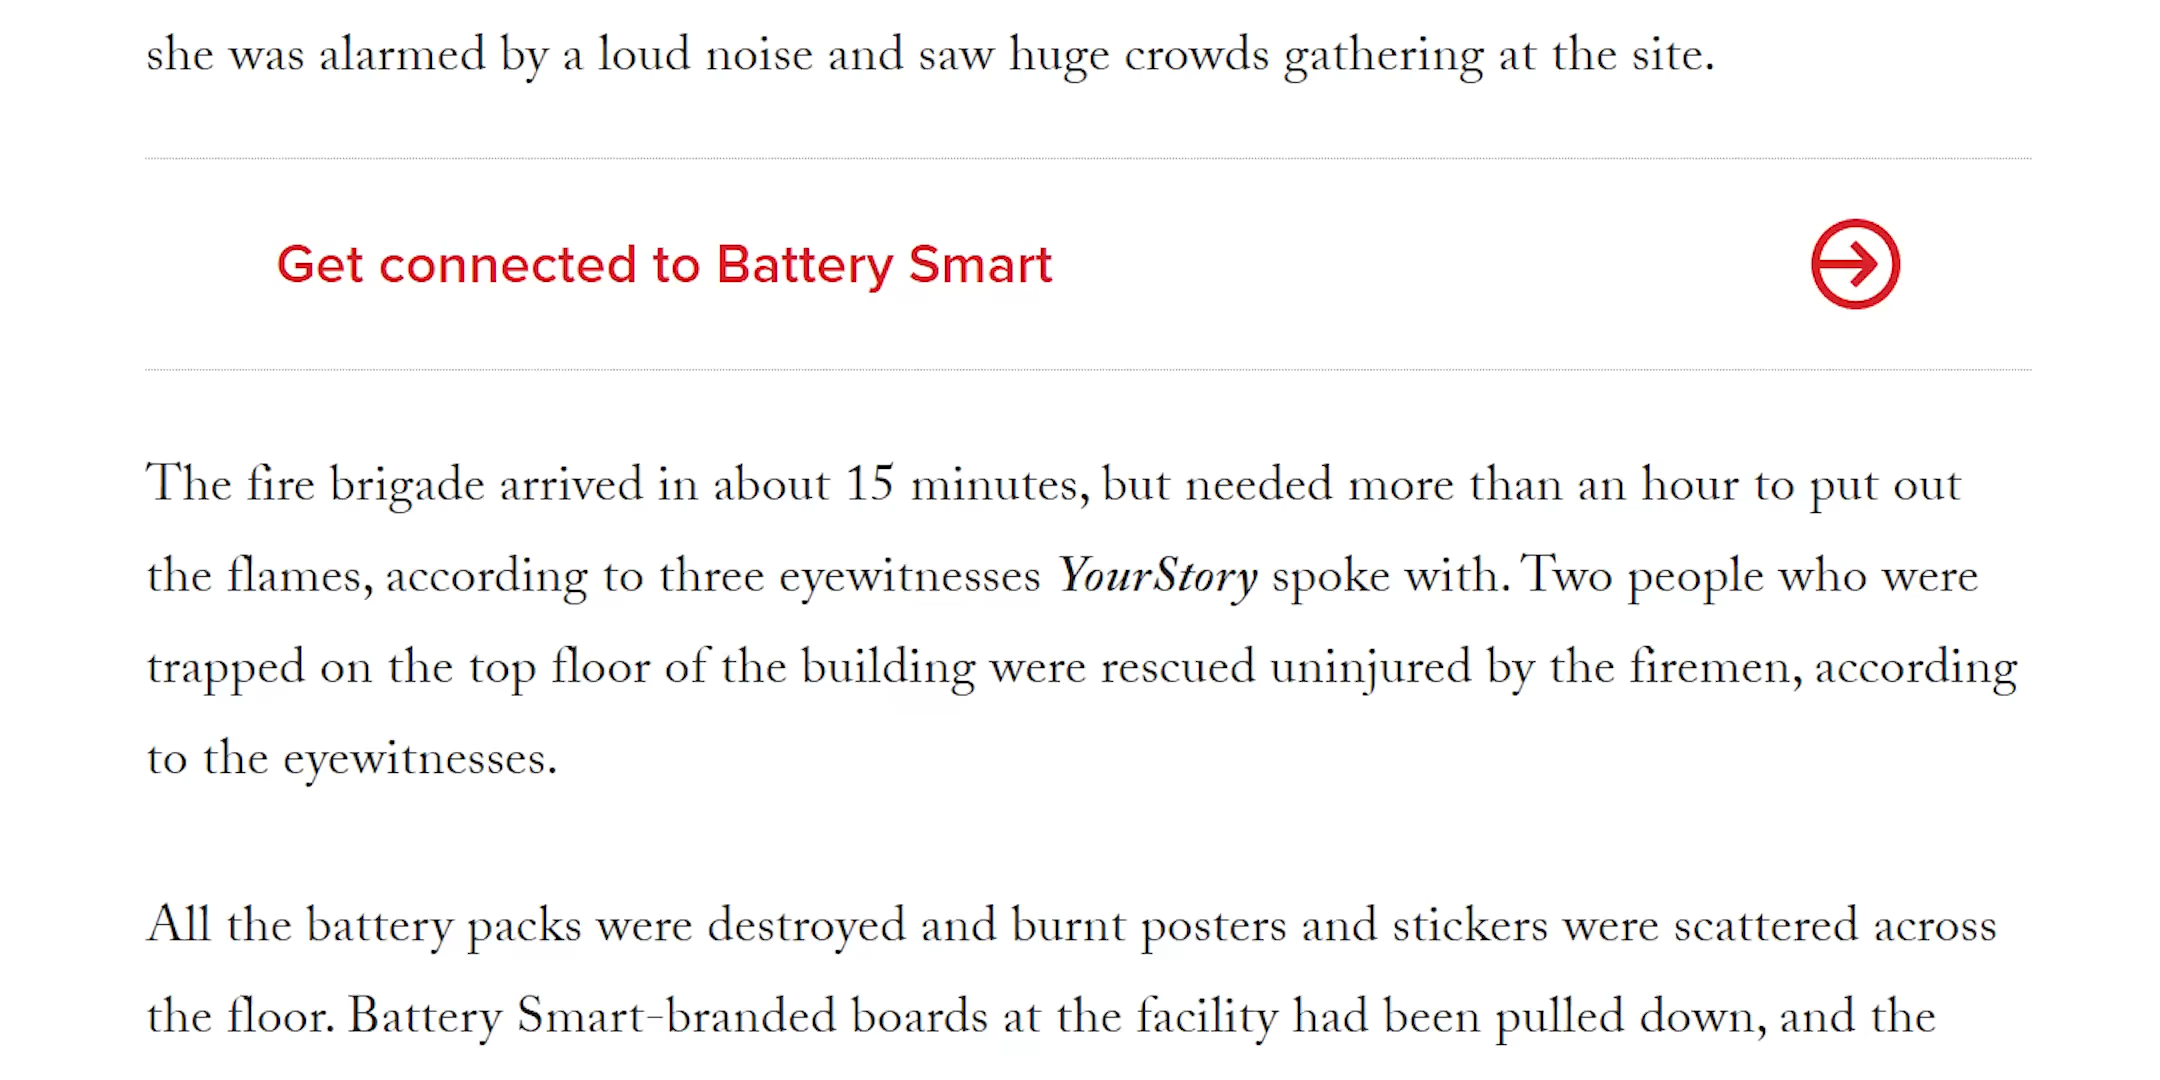 she was alarmed by a loud noise and saw huge crowds gathering at the site.
Get connected to Battery Smart
The fire brigade arrived in about 15 minutes, but needed more than an hour to put out
the flames, according to three eyewitnesses YourStory spoke with. Two people who were
trapped on the top floor of the building were rescued uninjured by the firemen, according
to the eyewitnesses.
All the battery packs were destroyed and burnt posters and stickers were scattered across
the floor. Battery Smart-branded boards at the facility had been pulled down, and the